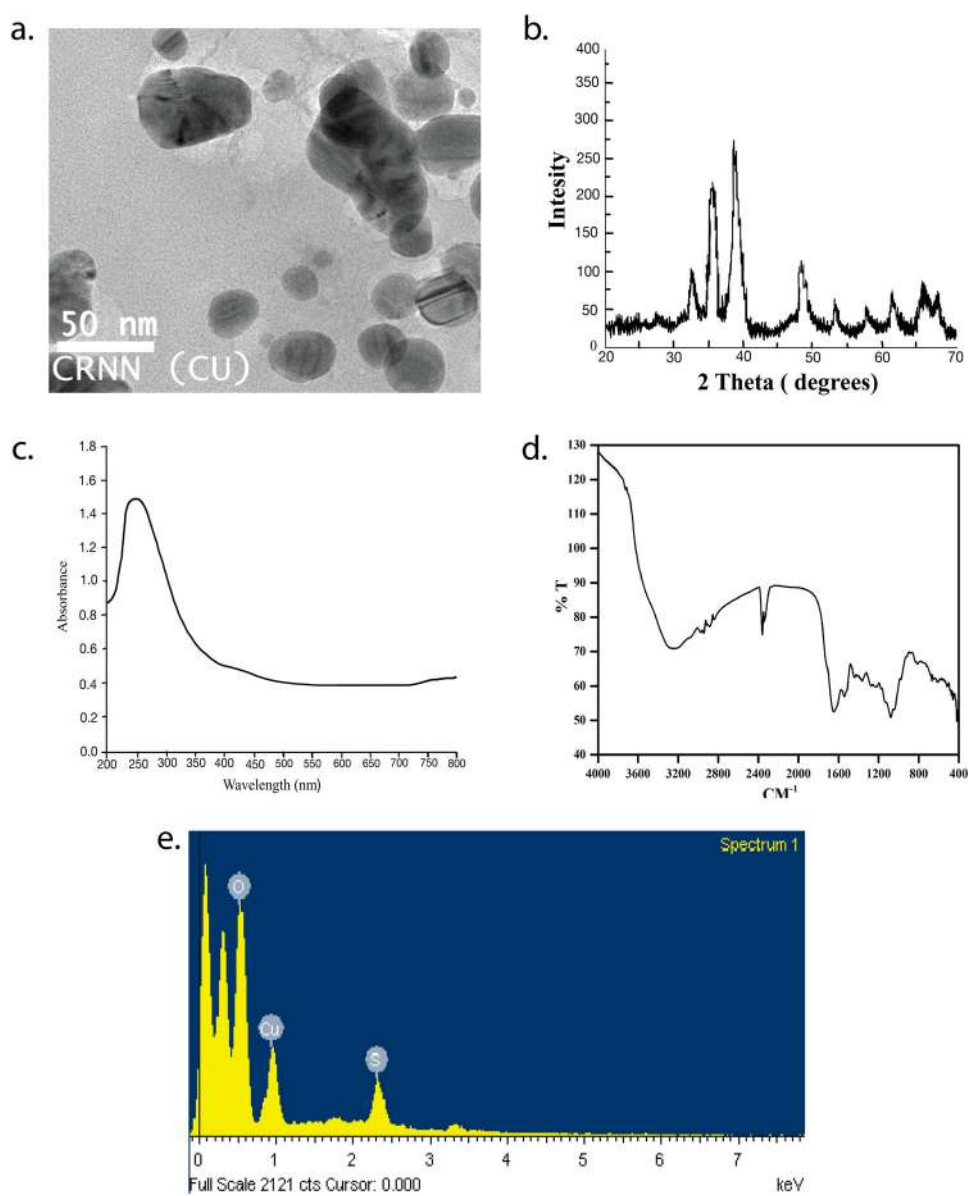 a.
50 nm
CRNN (CU)
b.
400
350
300
250
200
150
100
50
0
Intesity
20 30 40 50 60 70
2 Theta ( degrees)
c.
1.8
1.6
1.4
1.2
1.0
0.8
0.6
0.4
0.2
0.0
Absorbance
200 250 300 350 400 450 500 550 600 650 700 750 800
Wavelength (nm)
d.
130
120
110
100
90
80
70
60
50
40
% T
4000 3600 3200 2800 2400 2000 1600 1200 800 400
CM-1
e.
Spectrum 1
O
Cu
S
0 1 2 3 4 5 6 7
Full Scale 2121 cts Cursor: 0.000 keV